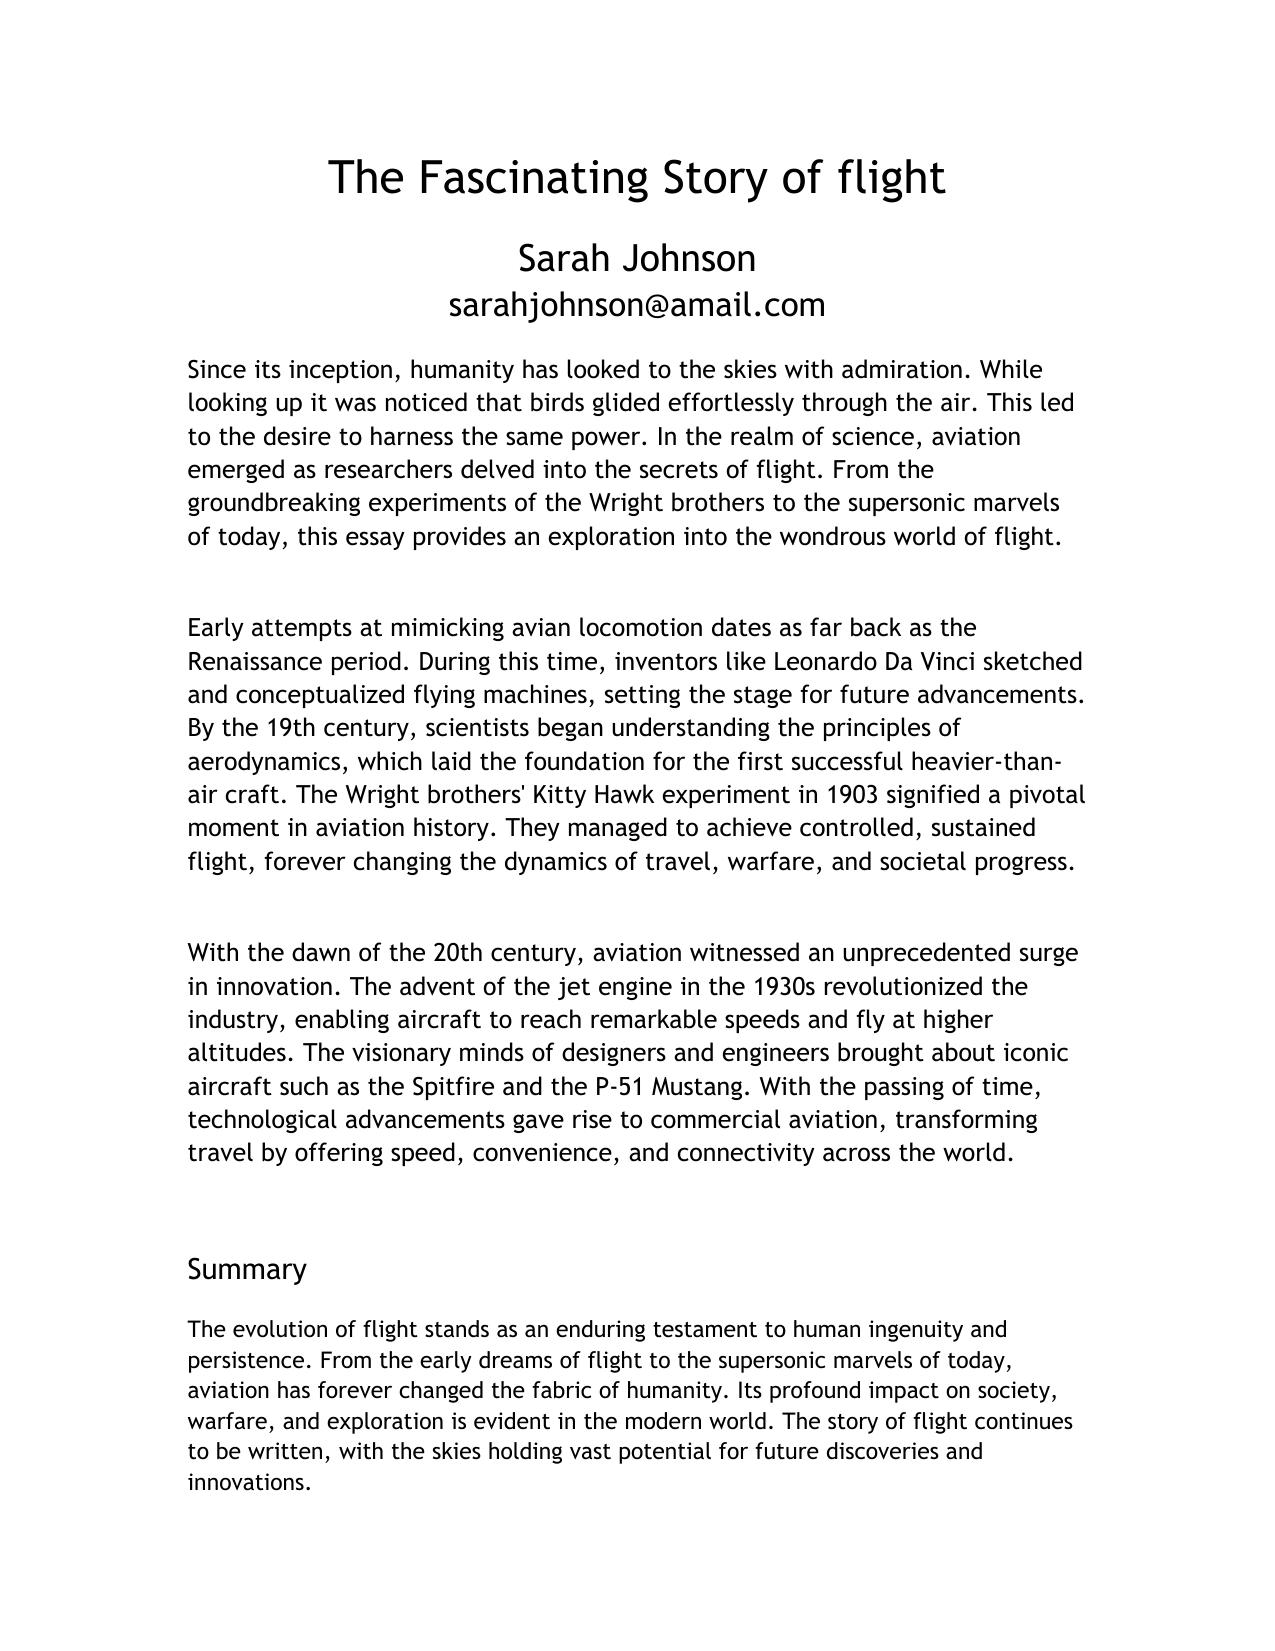 The Fascinating Story of flight
Sarah Johnson
sarahjohnson@amail.com
Since its inception, humanity has looked to the skies with admiration. While
looking up it was noticed that birds glided effortlessly through the air. This led
to the desire to harness the same power. In the realm of science, aviation
emerged as researchers delved into the secrets of flight. From the
groundbreaking experiments of the Wright brothers to the supersonic marvels
of today, this essay provides an exploration into the wondrous world of flight.
Early attempts at mimicking avian locomotion dates as far back as the
Renaissance period. During this time, inventors like Leonardo Da Vinci sketched
and conceptualized flying machines, setting the stage for future advancements.
By the 19th century, scientists began understanding the principles of
aerodynamics, which laid the foundation for the first successful heavier-than-
air craft. The Wright brothers' Kitty Hawk experiment in 1903 signified a pivotal
moment in aviation history. They managed to achieve controlled, sustained
flight, forever changing the dynamics of travel, warfare, and societal progress.
With the dawn of the 20th century, aviation witnessed an unprecedented surge
in innovation. The advent of the jet engine in the 1930s revolutionized the
industry, enabling aircraft to reach remarkable speeds and fly at higher
altitudes. The visionary minds of designers and engineers brought about iconic
aircraft such as the Spitfire and the P-51 Mustang. With the passing of time,
technological advancements gave rise to commercial aviation, transforming
travel by offering speed, convenience, and connectivity across the world.
Summary
The evolution of flight stands as an enduring testament to human ingenuity and
persistence. From the early dreams of flight to the supersonic marvels of today,
aviation has forever changed the fabric of humanity. Its profound impact on society,
warfare, and exploration is evident in the modern world. The story of flight continues
to be written, with the skies holding vast potential for future discoveries and
innovations.